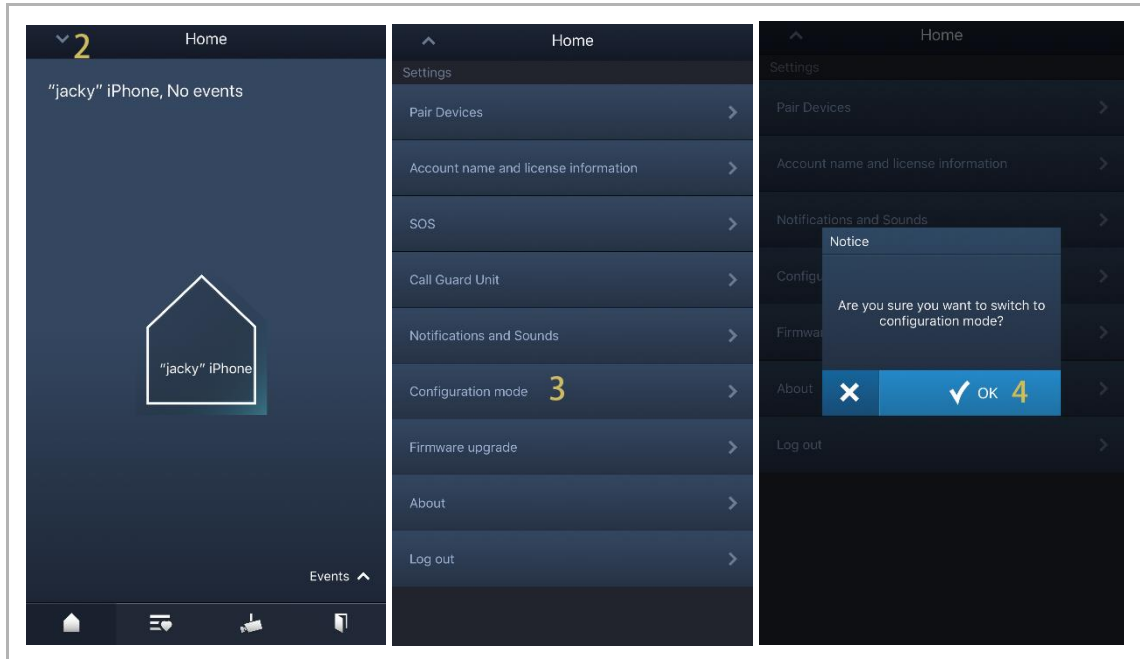 2
Home
"jacky" iPhone, No events
"jacky" iPhone
Events
Home
Settings
Pair Devices
Account name and license information
SOS
Call Guard Unit
Notifications and Sounds
Configuration mode 3
Firmware upgrade
About
Log out
Home
Settings
Pair Devices
Account name and license information
Notifications and Sounds
Notice
Configu
Are you sure you want to switch to
configuration mode?
Firmwar
About
OK 4
Log out